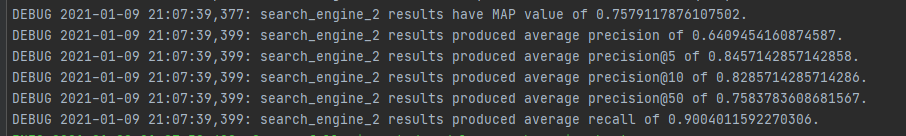 DEBUG 2021-01-09 21:07:39,377: search_engine_2 results have MAP value of 0.7579117876107502.
DEBUG 2021-01-09 21:07:39,399: search_engine_2 results produced average precision of 0.6409454160874587.
DEBUG 2021-01-09 21:07:39,399: search_engine_2 results produced average precision@5 of 0.8457142857142858.
DEBUG 2021-01-09 21:07:39,399: search_engine_2 results produced average precision@10 of 0.8285714285714286.
DEBUG 2021-01-09 21:07:39,399: search_engine_2 results produced average precision@50 of 0.7583783608681567.
DEBUG 2021-01-09 21:07:39,399: search_engine_2 results produced average recall of 0.9004011592270306.